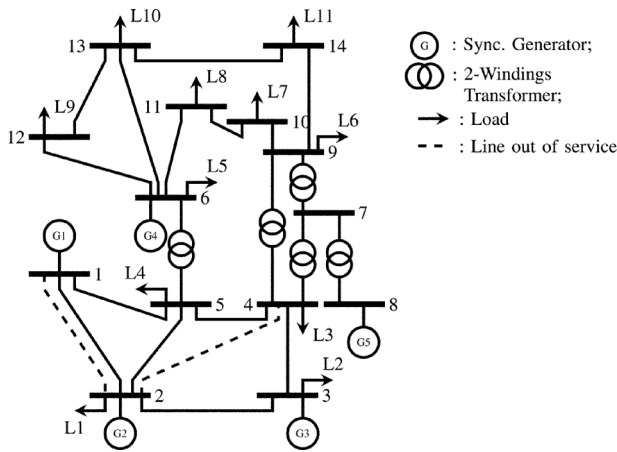 L10
L11
13
14
G : Sync. Generator;
: 2-Windings
Transformer;
: Load
: Line out of service
L9
L8
L7
11
12
10
L6
9
L5
6
G1
G4
7
1
L4
5
4
8
L3
G5
L2
2
3
L1
G2
G3